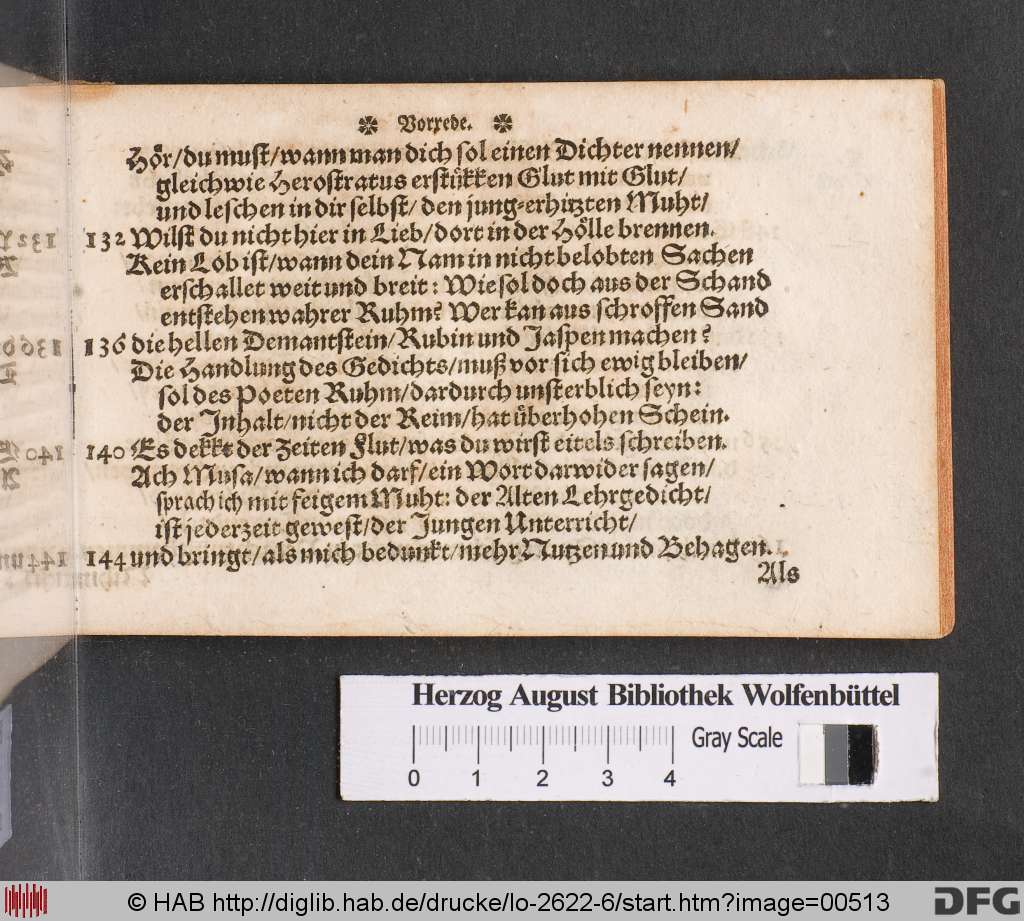 ✼ Vorꝛede. ✼
Hoͤr/du must/wann man dich sol einen Dichter nennen/
gleichwie Herostratus erstuͤkken Glut mit Glut/
und leschen in dir selbst/ den jung-erhitzten Muht/
132 Wilst du nicht hier in Lieb/dort in der Hoͤlle brennen.
Kein Lob ist/wann dein Nam in nicht belobten Sachen
erschallet weit und breit: Wie sol doch aus der Schand
entstehen wahrer Ruhm? Wer kan aus schroffen Sand
136 die hellen Demantstein/Rubin und Jaspen machen?
Die Handlung des Gedichts/muß vor sich ewig bleiben/
sol des Poeten Ruhm/dardurch unsterblich seyn:
der Inhalt/nicht der Reim/hat uͤberhohen Schein.
140 Es dekkt der Zeiten Flut/was du wirst eitels schreiben.
Ach Musa/wann ich darf/ein Wort darwider sagen/
sprach ich mit feigem Muht: der Alten Lehrgedicht/
ist jederzeit gewest/der Jungen Unterricht/
144 und bringt/als mich bedunkt/mehr Nutzen und Behagen.
Als
Herzog August Bibliothek Wolfenbüttel
0 1 2 3 4 Gray Scale
© HAB http://diglib.hab.de/drucke/lo-2622-6/start.htm?image=00513
DFG